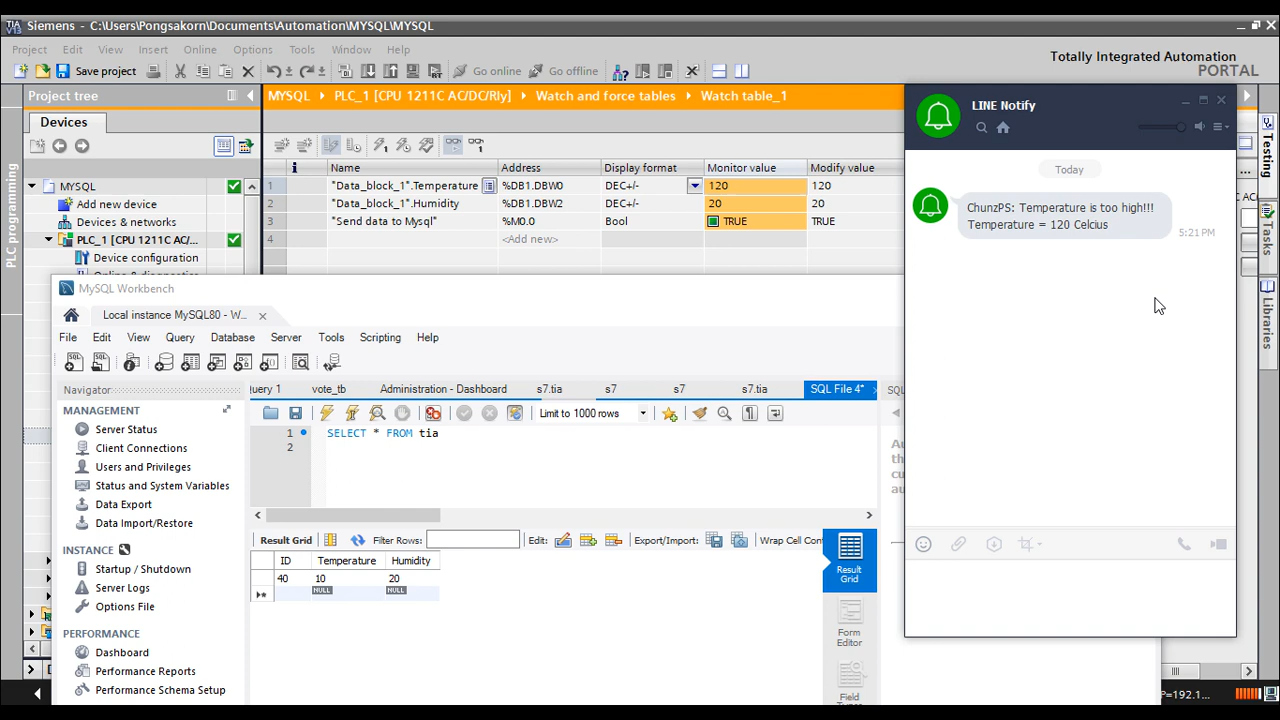 TIA V13 Siemens - C:\Users\Pongsakorn\Documents\Automation\MYSQL\MYSQL
Project Edit View Insert Online Options Tools Window Help
Totally Integrated Automation
PORTAL
Save project Go online Go offline
Project tree
MYSQL PLC_1 [CPU 1211C AC/DC/Rly] Watch and force tables Watch table_1
Devices
PLC programming
i Name Address Display format Monitor value Modify value
1 "Data_block_1".Temperature %DB1.DBW0 DEC+/- 120 120
2 "Data_block_1".Humidity %DB1.DBW2 DEC+/- 20 20
3 "Send data to Mysql" %M0.0 Bool TRUE TRUE
4 <Add new>
MYSQL
Add new device
Devices & networks
PLC_1 [CPU 1211C AC/...
Device configuration
Online & diagnostics
Testing
Tasks
Libraries
LINE Notify
Today
ChunzPS: Temperature is too high!!!
Temperature = 120 Celcius
5:21 PM
MySQL Workbench
Local instance MySQL80 - W...
File Edit View Query Database Server Tools Scripting Help
Navigator
MANAGEMENT
Server Status
Client Connections
Users and Privileges
Status and System Variables
Data Export
Data Import/Restore
INSTANCE
Startup / Shutdown
Server Logs
Options File
PERFORMANCE
Dashboard
Performance Reports
Performance Schema Setup
uery 1 vote_tb Administration - Dashboard s7.tia s7 s7 s7.tia SQL File 4* SQL
Limit to 1000 rows
1 SELECT * FROM tia
2
Result Grid Filter Rows: Edit: Export/Import: Wrap Cell Cont
ID Temperature Humidity
40 10 20
NULL NULL
Result
Grid
Form
Editor
Field